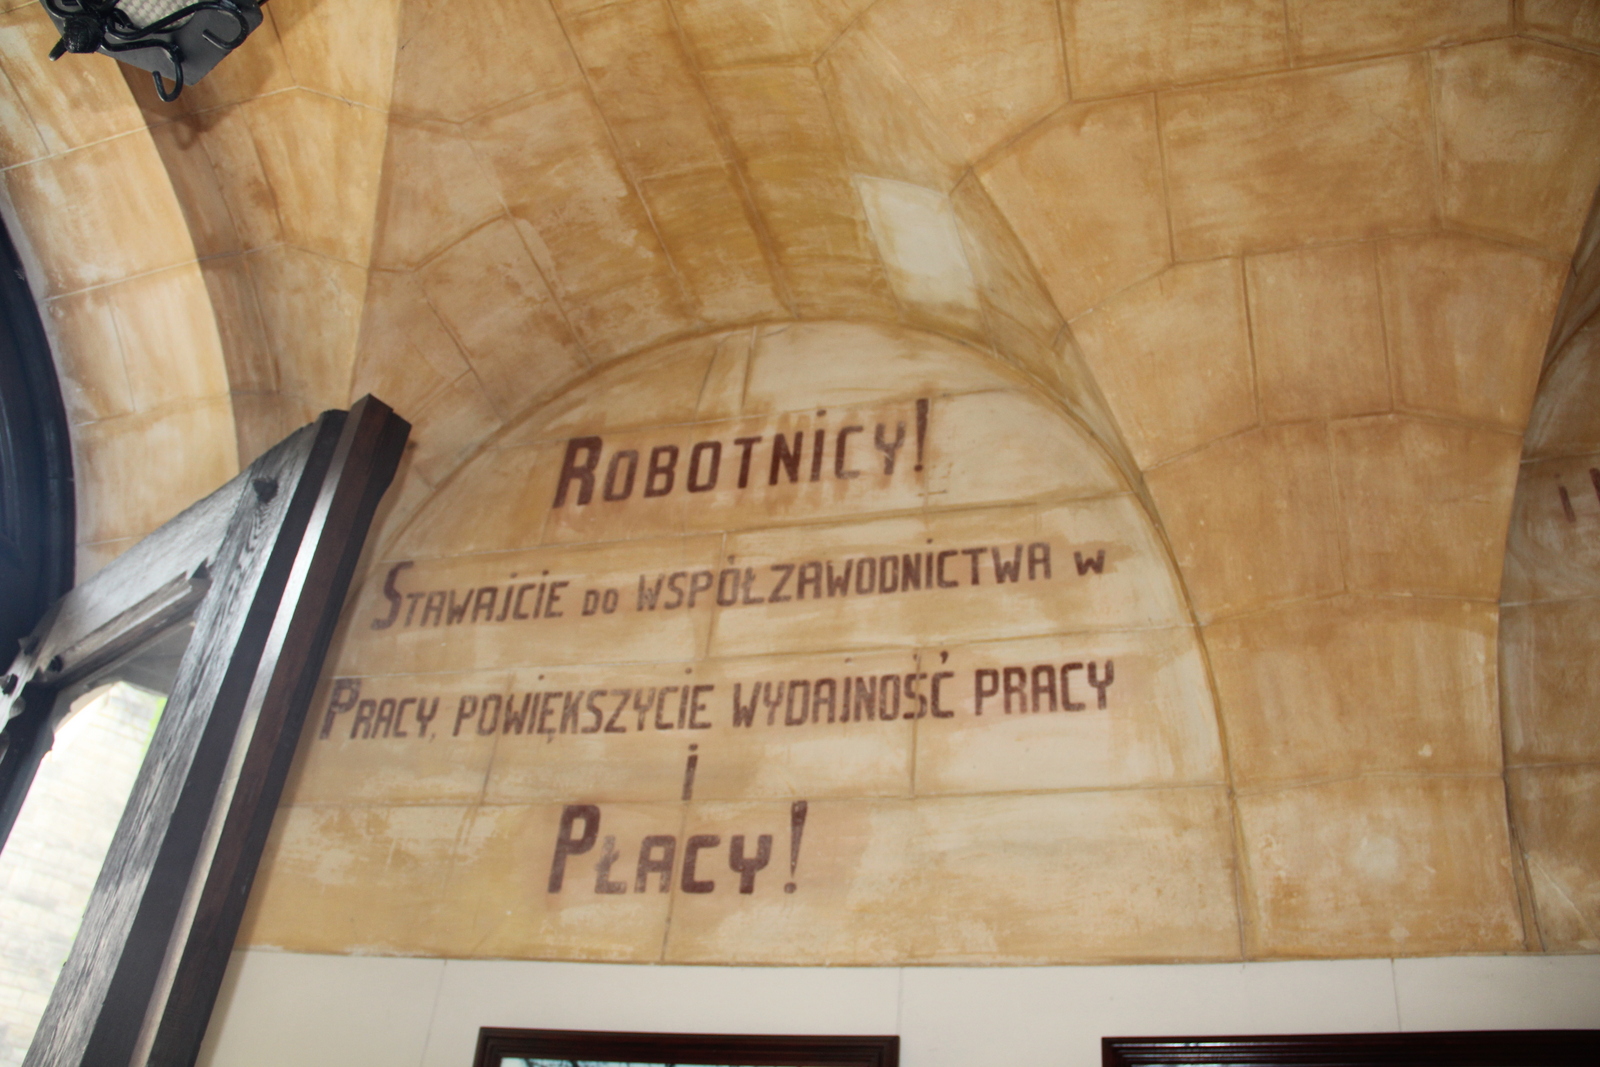 ROBOTNiCY!
STAWAJCiE DO WSPÓŁZAWODNiCTWA W
PRACY, POWiĘKSZYCiE WYDAJNOŚĆ PRACY
i
PŁACY!